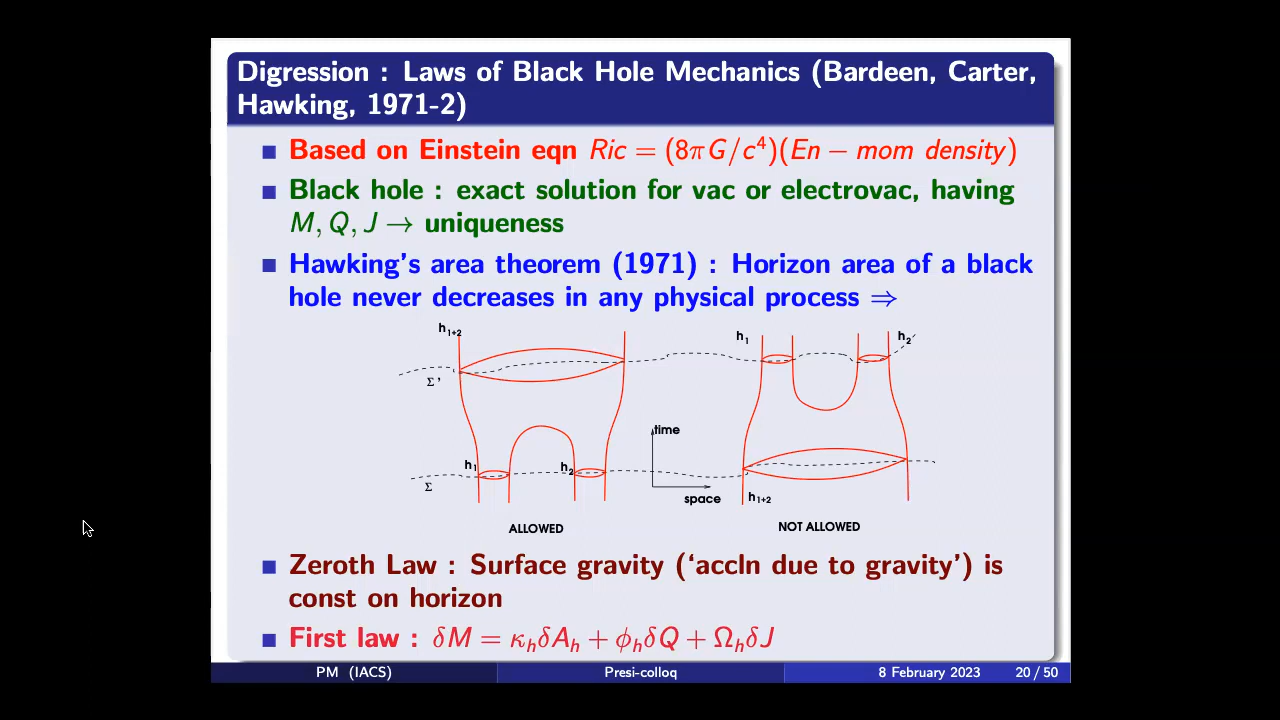 Digression : Laws of Black Hole Mechanics (Bardeen, Carter,
Hawking, 1971-2)
Based on Einstein eqn Ric = (8πG/c⁴)(En − mom density)
Black hole : exact solution for vac or electrovac, having
M, Q, J → uniqueness
Hawking's area theorem (1971) : Horizon area of a black
hole never decreases in any physical process ⇒
h₁₊₂
h₁
h₂
Σ'
time
h₁
h₂
Σ
space
h₁₊₂
ALLOWED
NOT ALLOWED
Zeroth Law : Surface gravity ('accln due to gravity') is
const on horizon
First law : δM = κₕδAₕ + ϕₕδQ + ΩₕδJ
PM (IACS)
Presi-colloq
8 February 2023
20 / 50